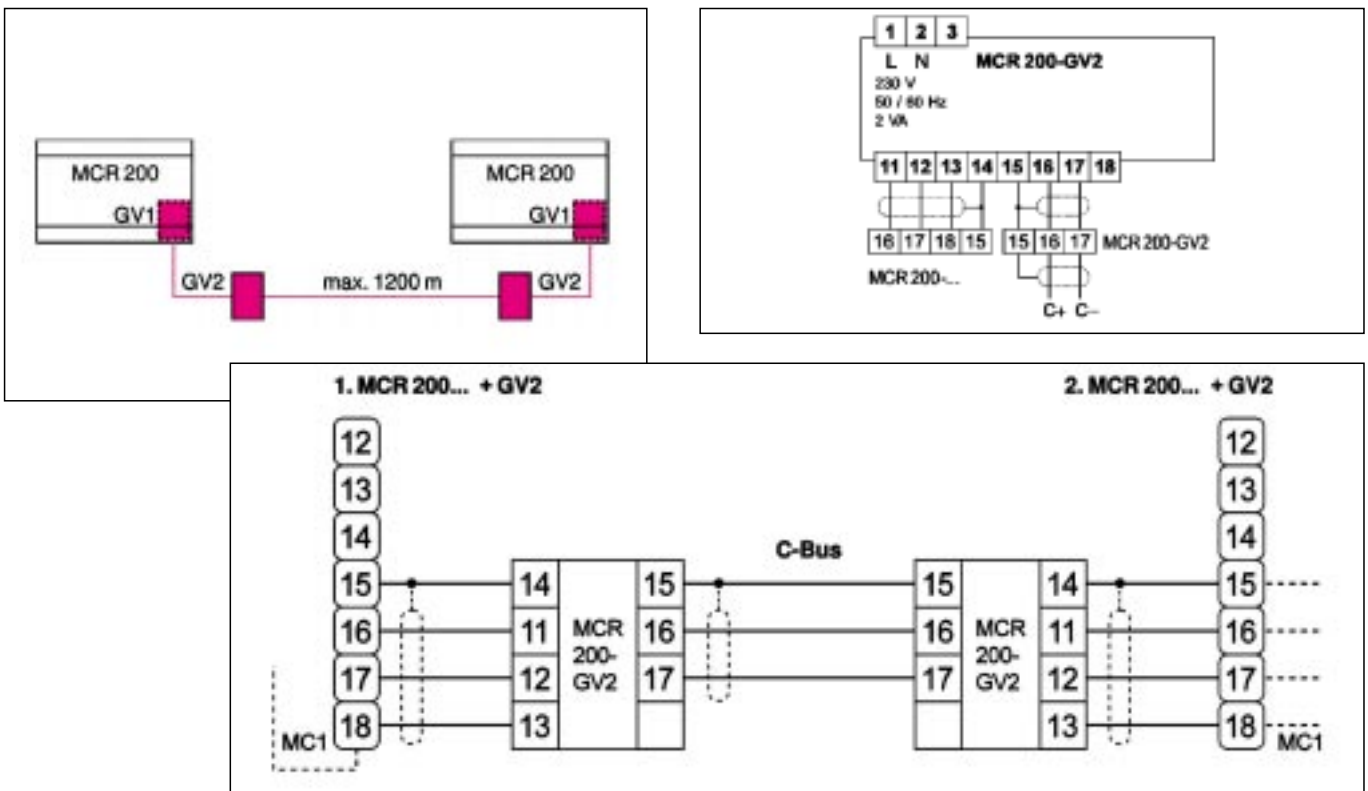 MCR 200
GV1
MCR 200
GV1
GV2
max. 1200 m
GV2
1 2 3
L N MCR 200-GV2
230 V
50 / 60 Hz
2 VA
11 12 13 14 15 16 17 18
16 17 18 15 15 16 17 MCR 200-GV2
MCR 200-...
C+ C–
1. MCR 200... + GV2
2. MCR 200... + GV2
12
12
13
13
14
14
C-Bus
15 14 15 15 14 15
16 11 MCR 16 16 MCR 11 16
200-
200-
17 12 GV2 17 17 GV2 12 17
18 13 13 18
MC1
MC1